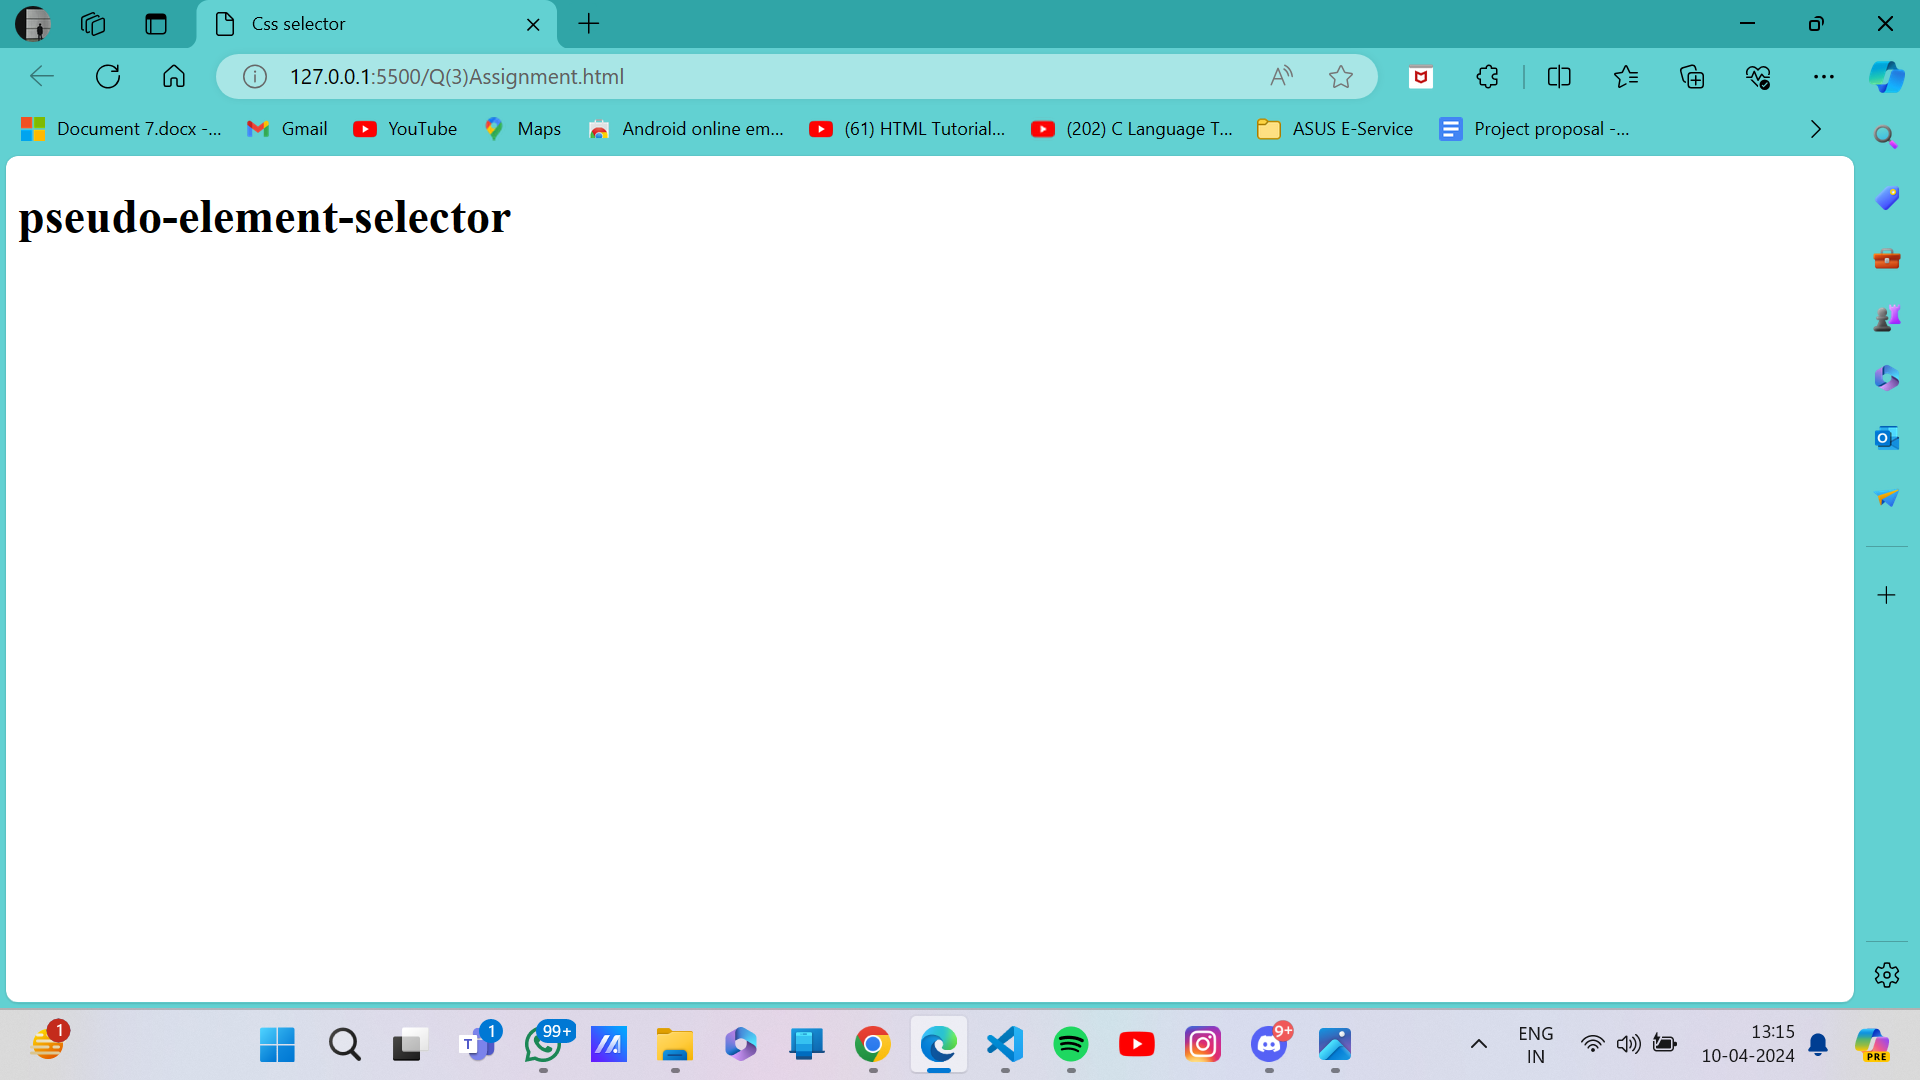 Css selector
127.0.0.1:5500/Q(3)Assignment.html
Document 7.docx -... Gmail YouTube Maps Android online em... (61) HTML Tutorial... (202) C Language T... ASUS E-Service Project proposal -...
pseudo-element-selector
1 1 99+ 9+ ENG 13:15
T IN 10-04-2024 PRE